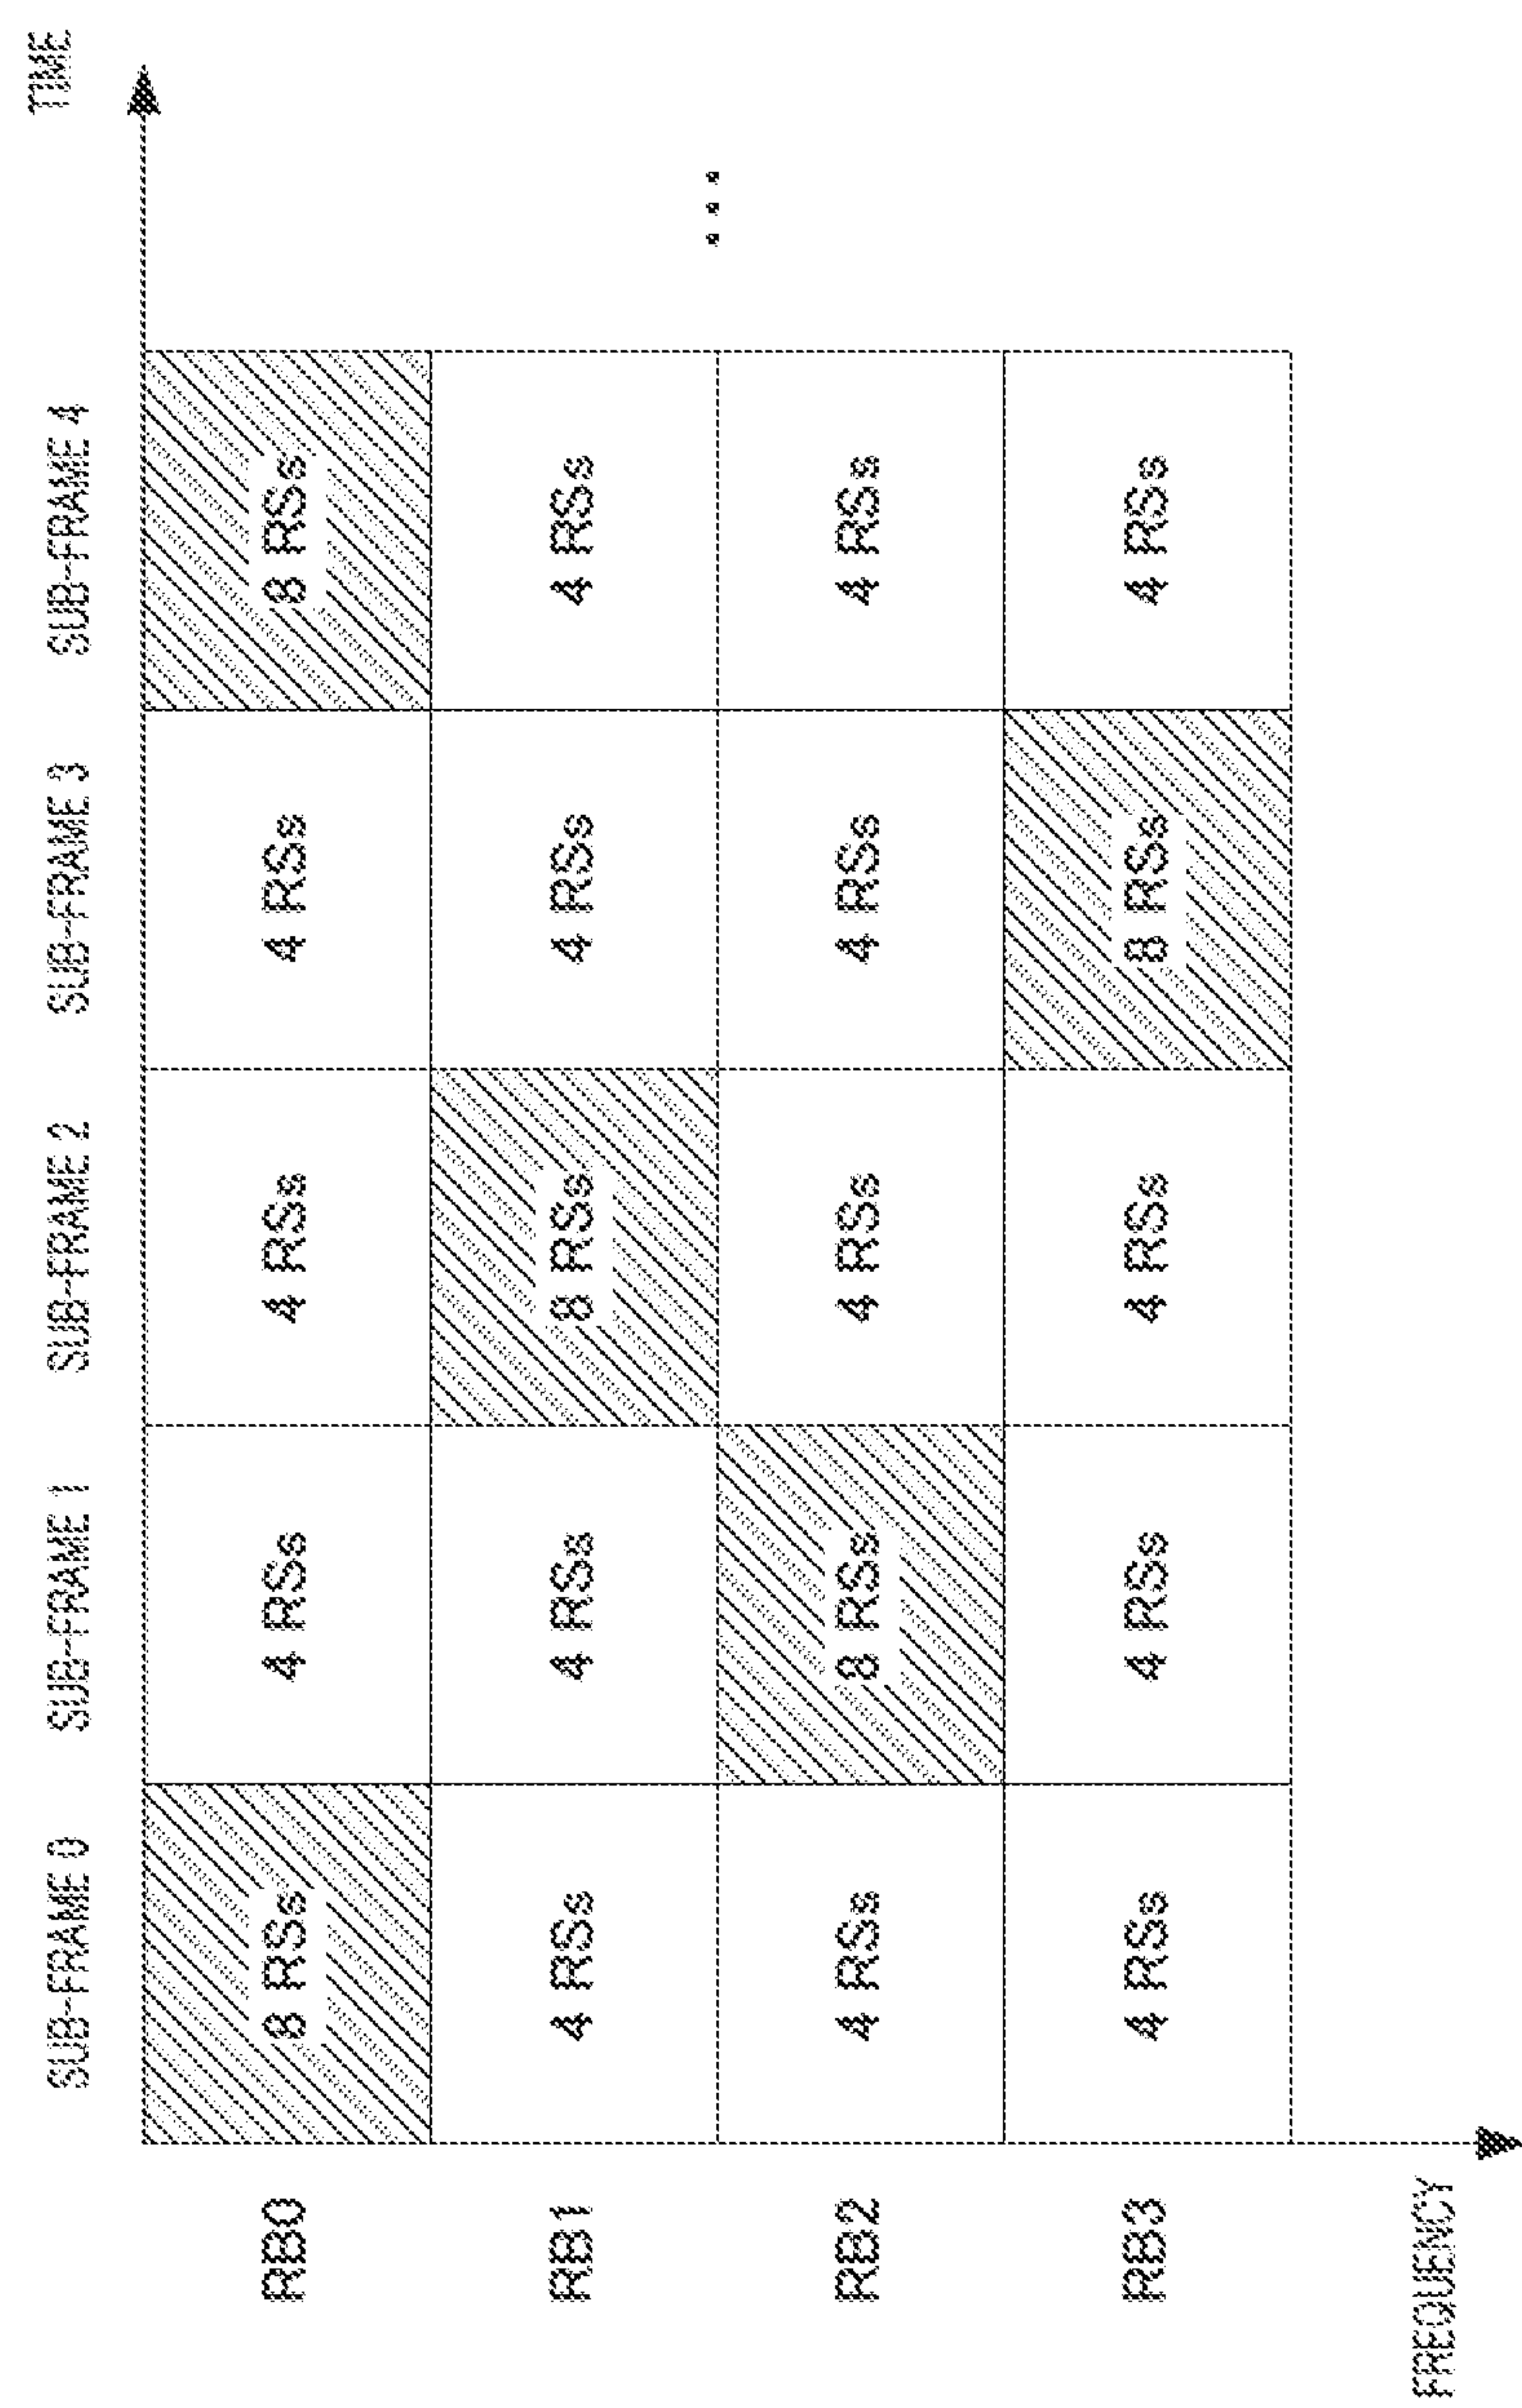 TIME
SUB-FRAME 0 SUB-FRAME 1 SUB-FRAME 2 SUB-FRAME 3 SUB-FRAME 4
RB0 8 RSs 4 RSs 4 RSs 4 RSs 8 RSs
RB1 4 RSs 4 RSs 8 RSs 4 RSs 4 RSs
...
RB2 4 RSs 8 RSs 4 RSs 4 RSs 4 RSs
RB3 4 RSs 4 RSs 4 RSs 8 RSs 4 RSs
FREQUENCY